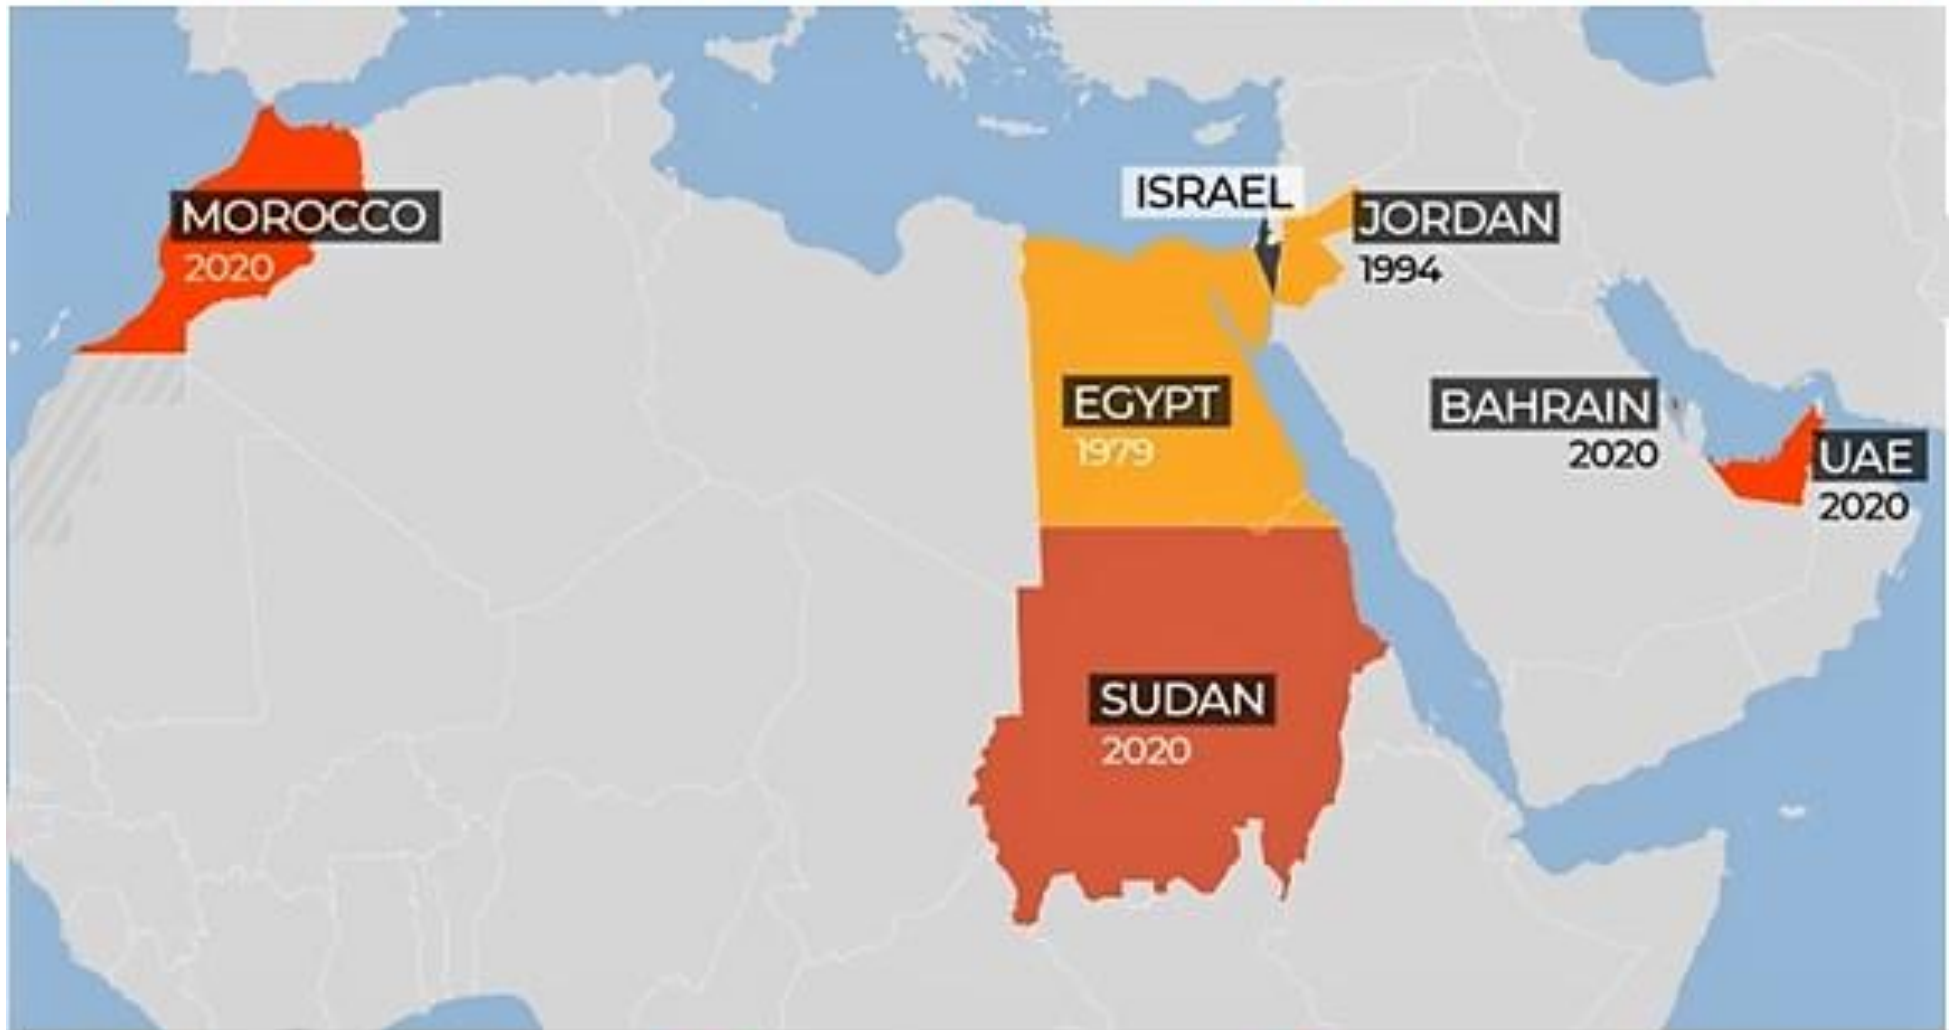 MOROCCO
2020
ISRAEL
JORDAN
1994
EGYPT
1979
BAHRAIN
2020
UAE
2020
SUDAN
2020